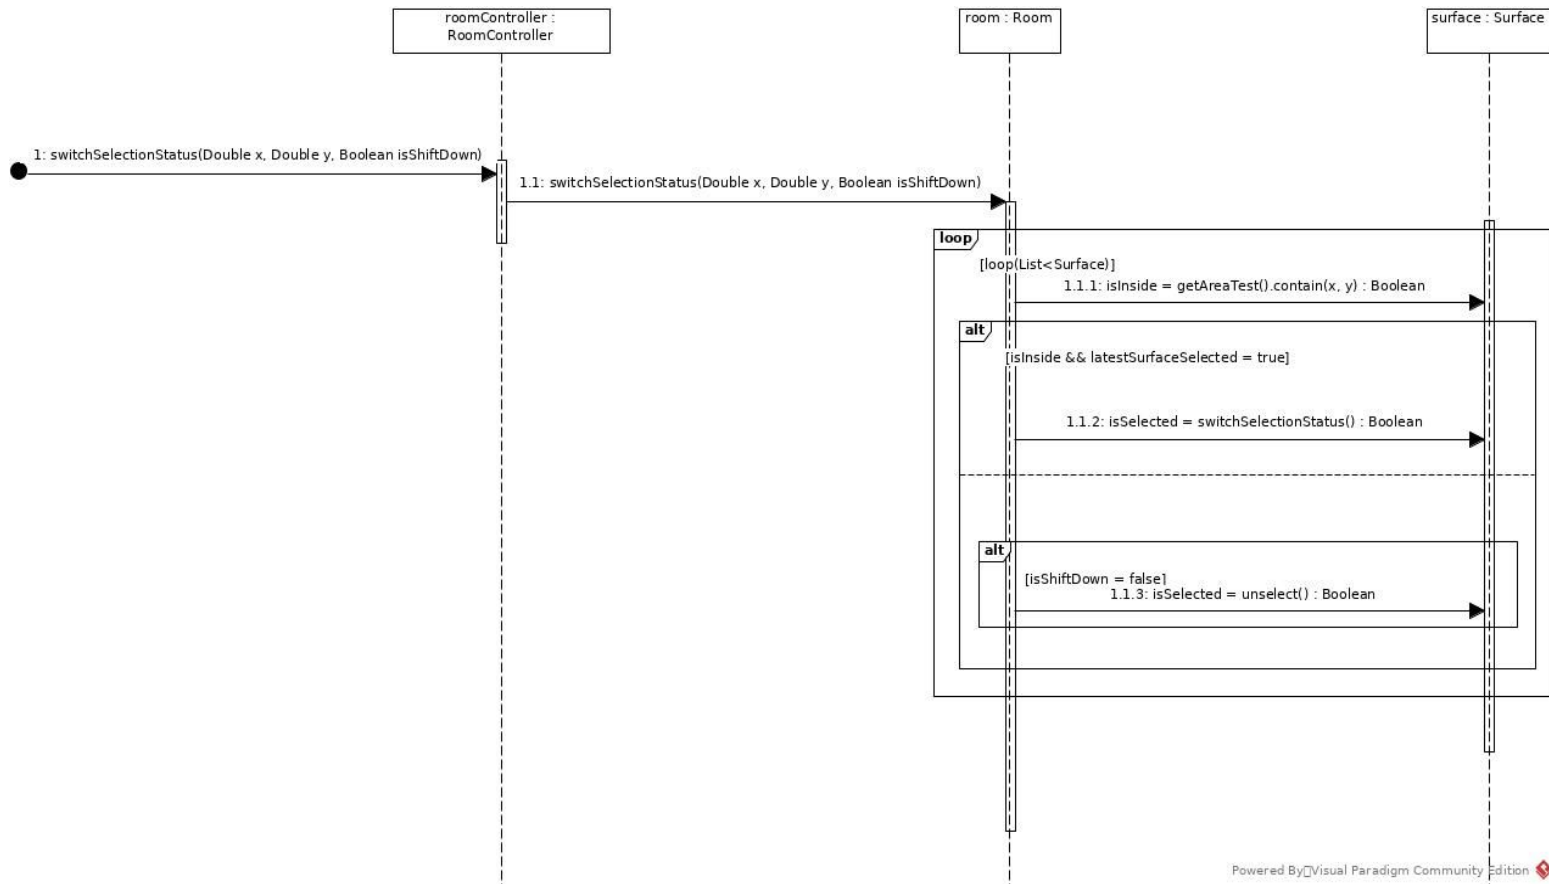 roomController :
RoomController
room : Room
surface : Surface
1: switchSelectionStatus(Double x, Double y, Boolean isShiftDown)
1.1: switchSelectionStatus(Double x, Double y, Boolean isShiftDown)
loop
[loop(List<Surface)]
1.1.1: isInside = getAreaTest().contain(x, y) : Boolean
alt
[isInside && latestSurfaceSelected = true]
1.1.2: isSelected = switchSelectionStatus() : Boolean
alt
[isShiftDown = false]
1.1.3: isSelected = unselect() : Boolean
Powered By Visual Paradigm Community Edition